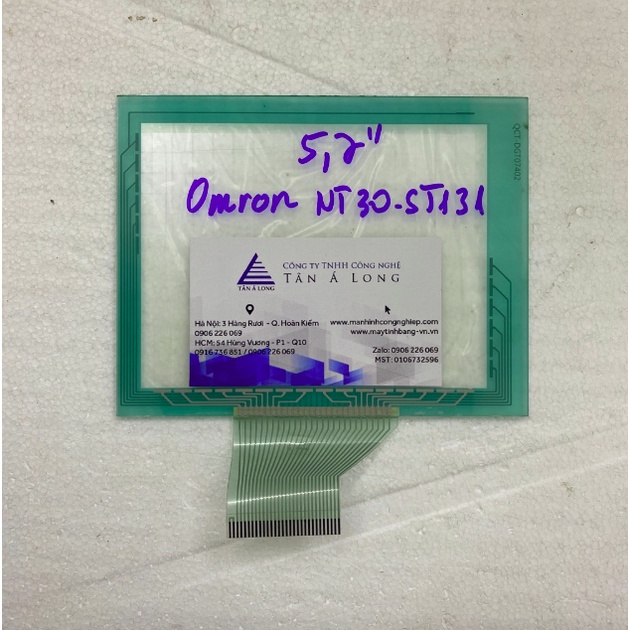 5,7"
Omron NT30-ST131
QCT-DG707402
CÔNG TY TNHH CÔNG NGHỆ
TÂN Á LONG
TÂN Á LONG
Hà Nội: 3 Hàng Rươi - Q. Hoàn Kiếm
0906 226 069
HCM: 54 Hùng Vương - P1 - Q10
0916 736 851 / 0906 226 069
www.manhinhcongnghiep.com
www.maytinhbang-vn.vn
Zalo: 0906 226 069
MST: 0106732596